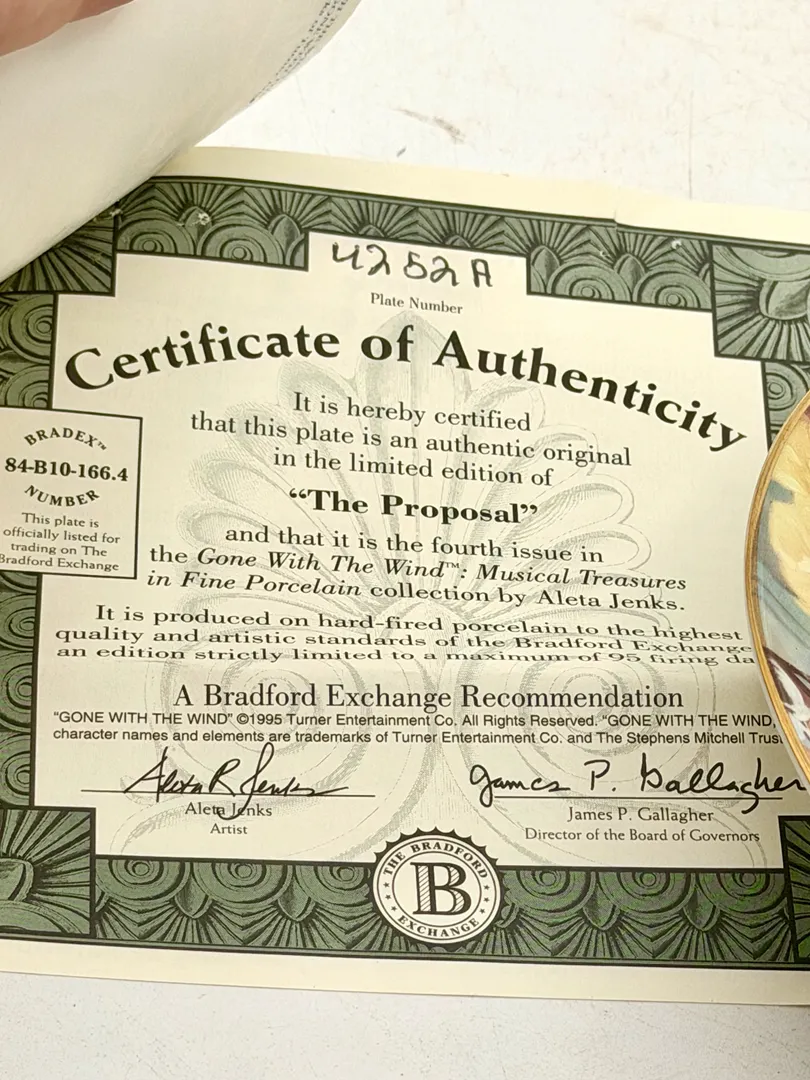 4252A
Plate Number
Certificate of Authenticity
It is hereby certified
that this plate is an authentic original
in the limited edition of
“The Proposal”
and that it is the fourth issue in
the Gone With The Wind™: Musical Treasures
in Fine Porcelain collection by Aleta Jenks.
BRADEX™
84-B10-166.4
NUMBER
This plate is
officially listed for
trading on The
Bradford Exchange
It is produced on hard-fired porcelain to the highest
quality and artistic standards of the Bradford Exchange
an edition strictly limited to a maximum of 95 firing da
A Bradford Exchange Recommendation
“GONE WITH THE WIND” ©1995 Turner Entertainment Co. All Rights Reserved. “GONE WITH THE WIND,
character names and elements are trademarks of Turner Entertainment Co. and The Stephens Mitchell Trus
Aleta R Jenks
Aleta Jenks
Artist
James P. Gallagher
James P. Gallagher
Director of the Board of Governors
THE BRADFORD
B
EXCHANGE